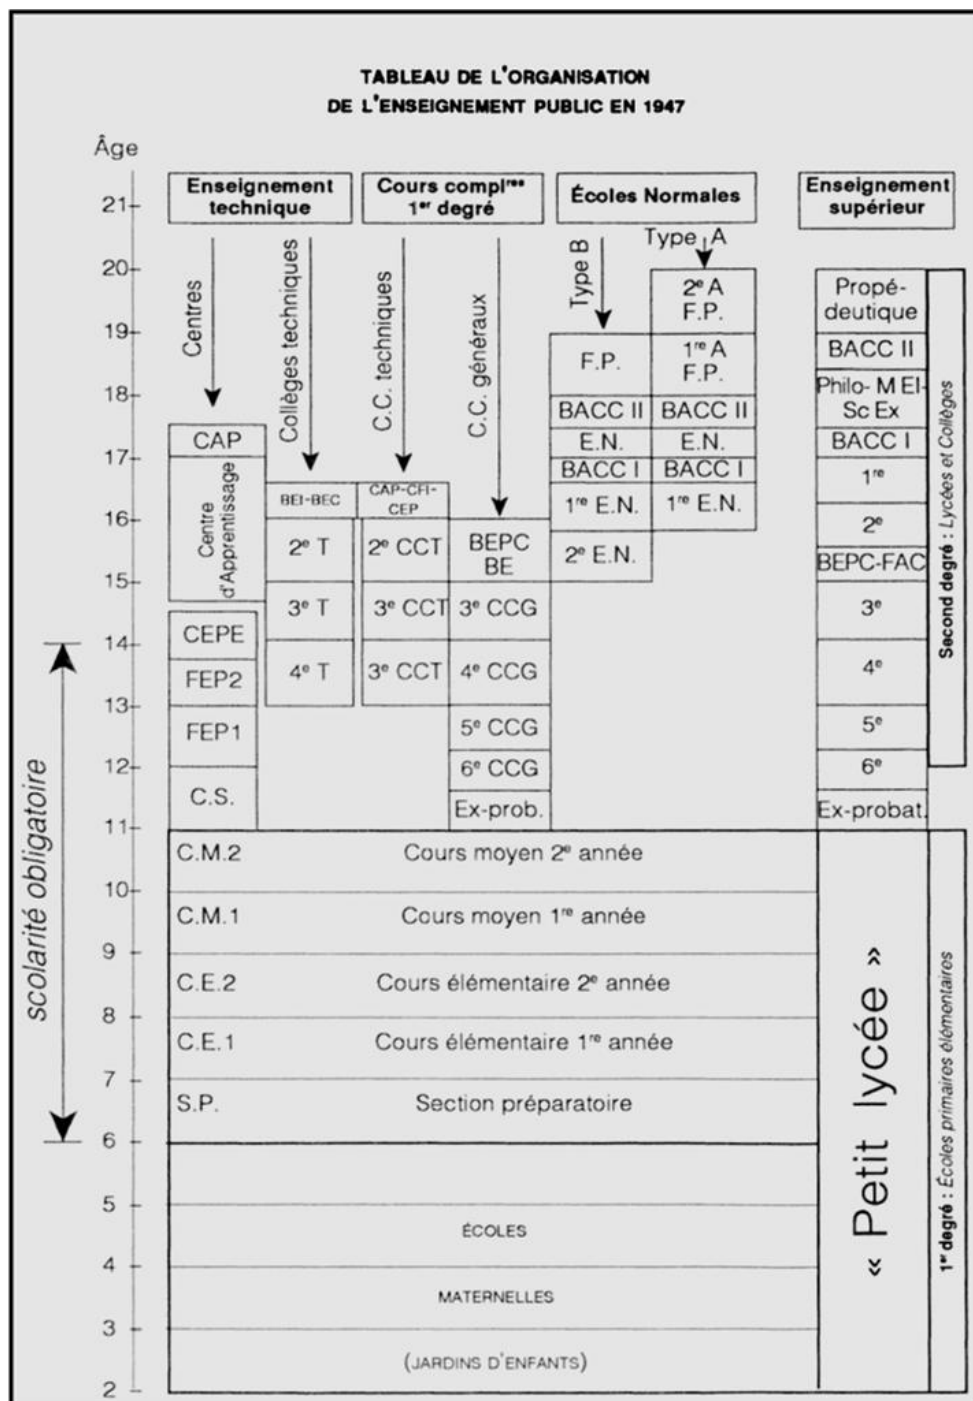 TABLEAU DE L'ORGANISATION
DE L'ENSEIGNEMENT PUBLIC EN 1947
Âge
Enseignement
technique
Cours complres
1er degré
Écoles Normales
Enseignement
supérieur
21
20
19
18
17
16
15
14
13
12
11
10
9
8
7
6
5
4
3
2
scolarité obligatoire
Centres
CAP
Centre
d'Apprentissage
CEPE
FEP2
FEP1
C.S.
Collèges techniques
BEI-BEC
2e T
3e T
4e T
C.C. techniques
CAP-CFI-
CEP
2e CCT
3e CCT
3e CCT
C.C. généraux
BEPC
BE
3e CCG
4e CCG
5e CCG
6e CCG
Ex-prob.
Type B
F.P.
BACC II
E.N.
BACC I
1re E.N.
2e E.N.
Type A
2e A
F.P.
1re A
F.P.
BACC II
E.N.
BACC I
1re E.N.
Propé-
deutique
BACC II
Philo- M El-
Sc Ex
BACC I
1re
2e
BEPC-FAC
3e
4e
5e
6e
Ex-probat.
Second degré : Lycées et Collèges
C.M.2 Cours moyen 2e année
C.M.1 Cours moyen 1re année
C.E.2 Cours élémentaire 2e année
C.E.1 Cours élémentaire 1re année
S.P. Section préparatoire
ÉCOLES
MATERNELLES
(JARDINS D'ENFANTS)
« Petit lycée »
1er degré : Écoles primaires élémentaires